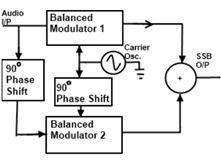 Audio
I/P
Balanced
Modulator 1
Carrier
Osc.
SSB
O/P
90°
Phase Shift
90°
Phase Shift
+
Balanced
Modulator 2